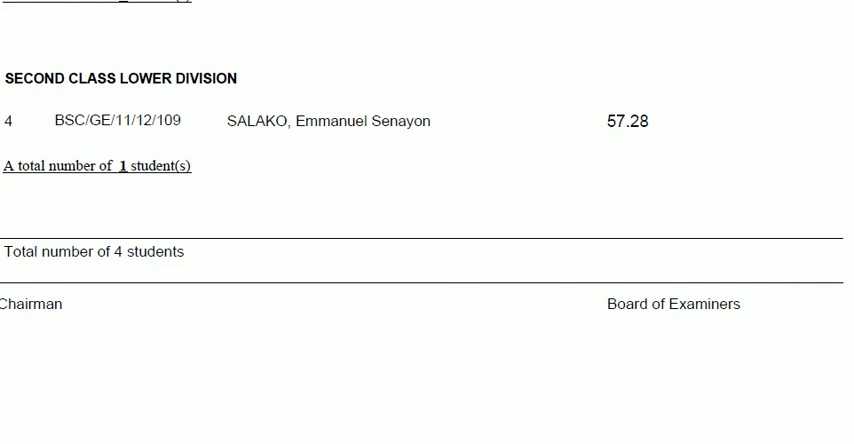 SECOND CLASS LOWER DIVISION
4 BSC/GE/11/12/109 SALAKO, Emmanuel Senayon 57.28
A total number of 1 student(s)
Total number of 4 students
Chairman Board of Examiners